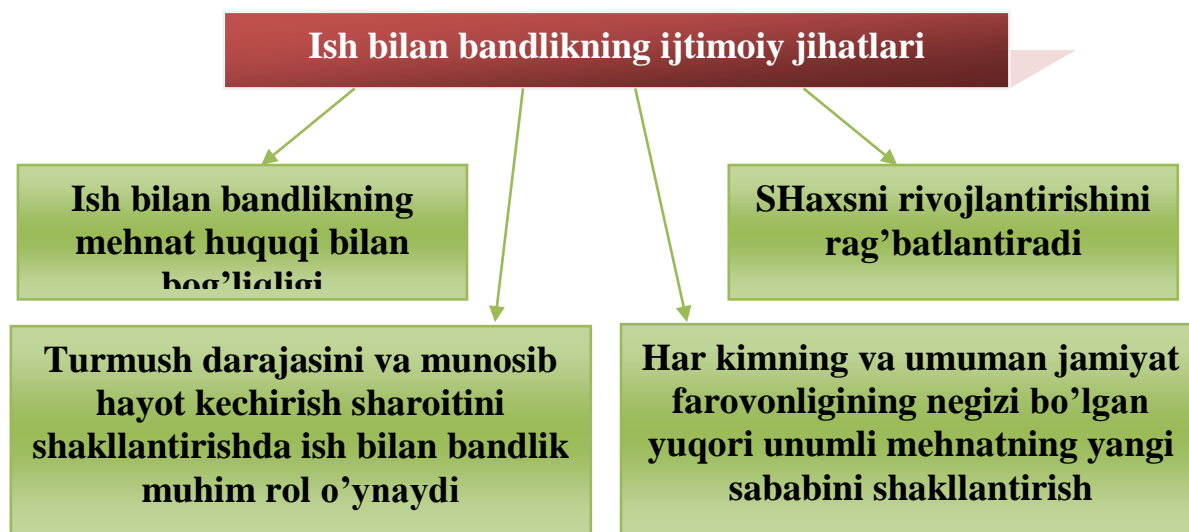 Ish bilan bandlikning ijtimoiy jihatlari
Ish bilan bandlikning
mehnat huquqi bilan
bog’liqligi
SHaxsni rivojlantirishini
rag’batlantiradi
Turmush darajasini va munosib
hayot kechirish sharoitini
shakllantirishda ish bilan bandlik
muhim rol o’ynaydi
Har kimning va umuman jamiyat
farovonligining negizi bo’lgan
yuqori unumli mehnatning yangi
sababini shakllantirish